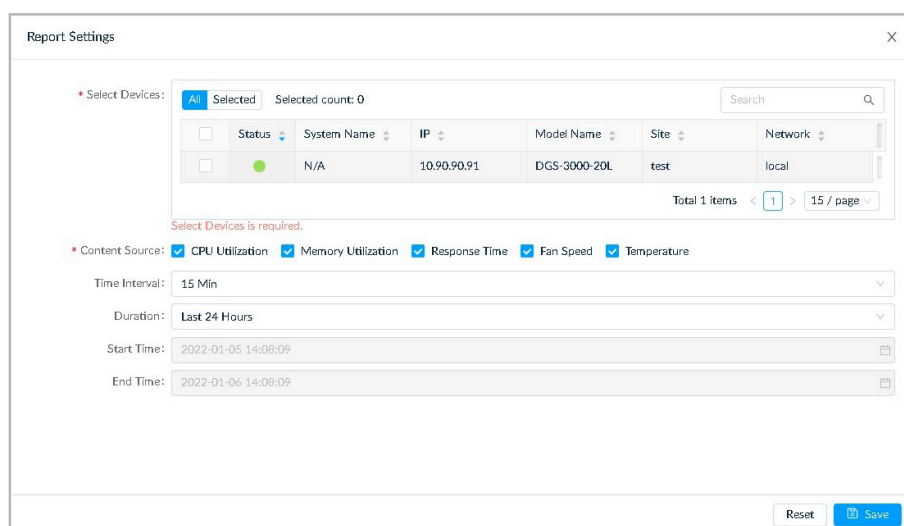 Report Settings
* Select Devices: All Selected Selected count: 0 Search
Status System Name IP Model Name Site Network
N/A 10.90.90.91 DGS-3000-20L test local
Total 1 items < 1 > 15 / page
Select Devices is required.
* Content Source: CPU Utilization Memory Utilization Response Time Fan Speed Temperature
Time Interval: 15 Min
Duration: Last 24 Hours
Start Time: 2022-01-05 14:08:09
End Time: 2022-01-06 14:08:09
Reset Save